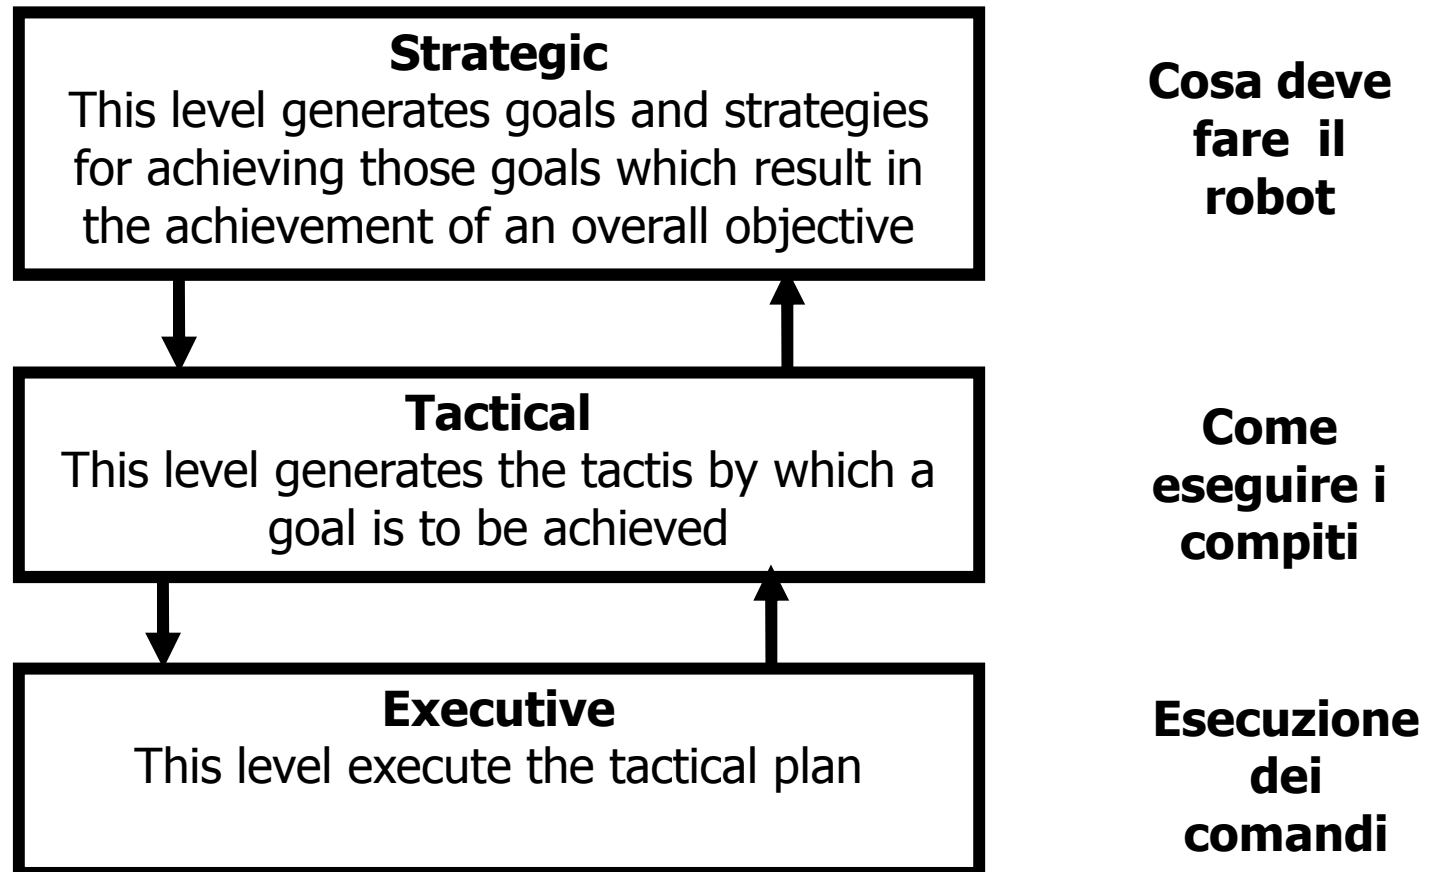 Strategic
This level generates goals and strategies
for achieving those goals which result in
the achievement of an overall objective
Cosa deve
fare il
robot
Tactical
This level generates the tactis by which a
goal is to be achieved
Come
eseguire i
compiti
Executive
This level execute the tactical plan
Esecuzione
dei
comandi